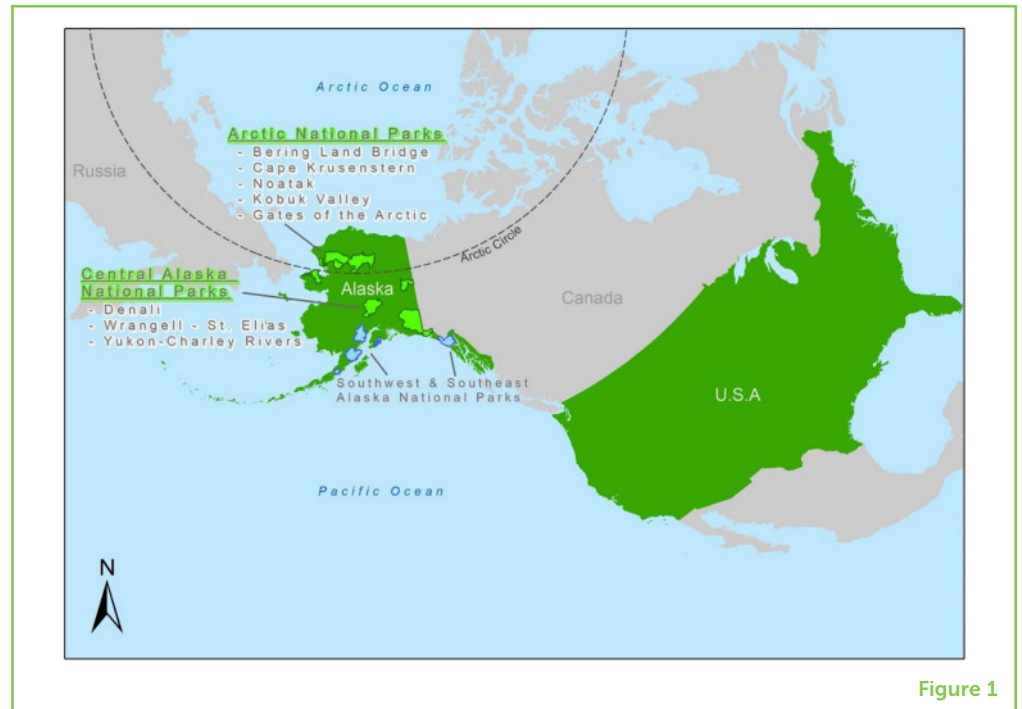 Arctic Ocean
Arctic National Parks
- Bering Land Bridge
- Cape Krusenstern
- Noatak
- Kobuk Valley
- Gates of the Arctic
Russia
Arctic Circle
Central Alaska
National Parks
- Denali
- Wrangell - St. Elias
- Yukon-Charley Rivers
Alaska
Canada
Southwest & Southeast
Alaska National Parks
U.S.A
Pacific Ocean
N
Figure 1